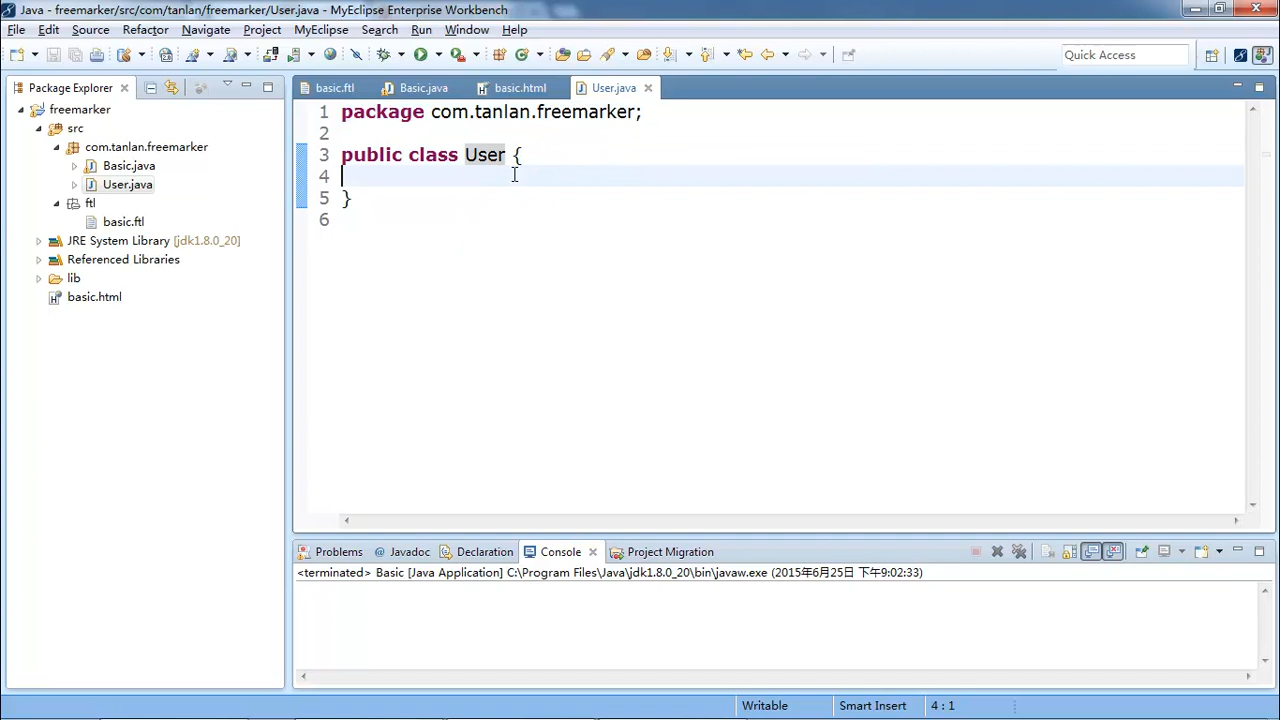 Java - freemarker/src/com/tanlan/freemarker/User.java - MyEclipse Enterprise Workbench
File Edit Source Refactor Navigate Project MyEclipse Search Run Window Help
Quick Access
Package Explorer
basic.ftl Basic.java basic.html User.java
freemarker
src
com.tanlan.freemarker
Basic.java
User.java
ftl
basic.ftl
JRE System Library [jdk1.8.0_20]
Referenced Libraries
lib
basic.html
1 package com.tanlan.freemarker;
2
3 public class User {
4
5 }
6
Problems @ Javadoc Declaration Console Project Migration
<terminated> Basic [Java Application] C:\Program Files\Java\jdk1.8.0_20\bin\javaw.exe (2015年6月25日 下午9:02:33)
Writable Smart Insert 4 : 1